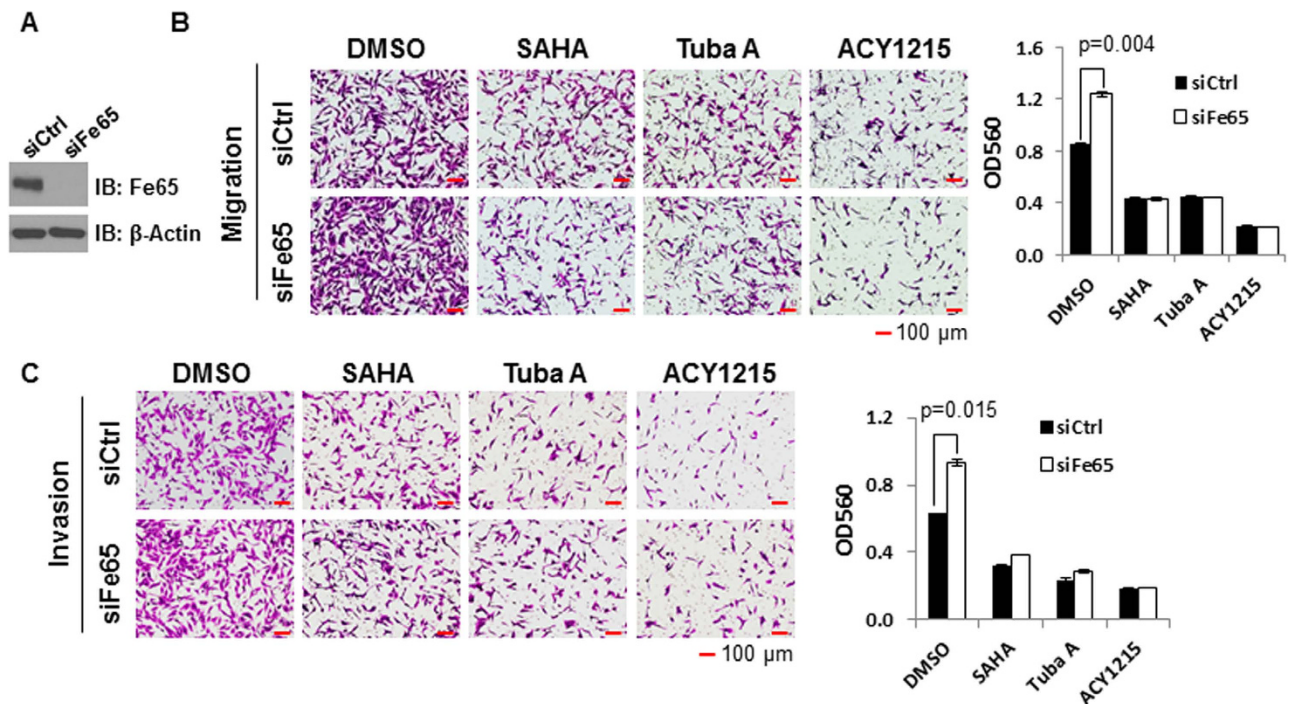 A
siCtrl siFe65
IB: Fe65
IB: β-Actin
B
DMSO SAHA Tuba A ACY1215
Migration
siCtrl
siFe65
100 µm
p=0.004
siCtrl
siFe65
OD560
1.6
1.2
0.8
0.4
0.0
DMSO SAHA Tuba A ACY1215
C
DMSO SAHA Tuba A ACY1215
Invasion
siCtrl
siFe65
100 µm
p=0.015
siCtrl
siFe65
OD560
1.2
0.8
0.4
0.0
DMSO SAHA Tuba A ACY1215